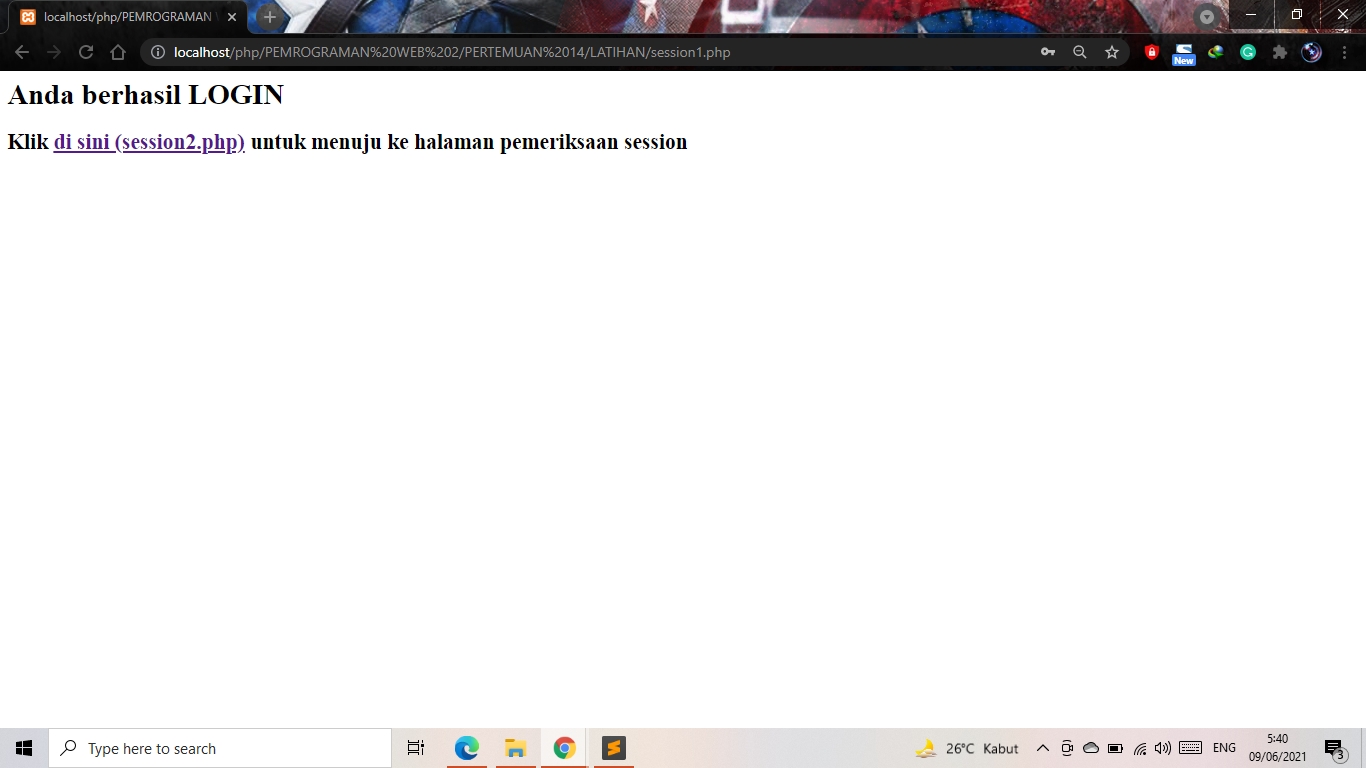 localhost/php/PEMROGRAMAN
localhost/php/PEMROGRAMAN%20WEB%202/PERTEMUAN%2014/LATIHAN/session1.php
New
Anda berhasil LOGIN
Klik di sini (session2.php) untuk menuju ke halaman pemeriksaan session
Type here to search
26°C Kabut
ENG
5:40
09/06/2021
3